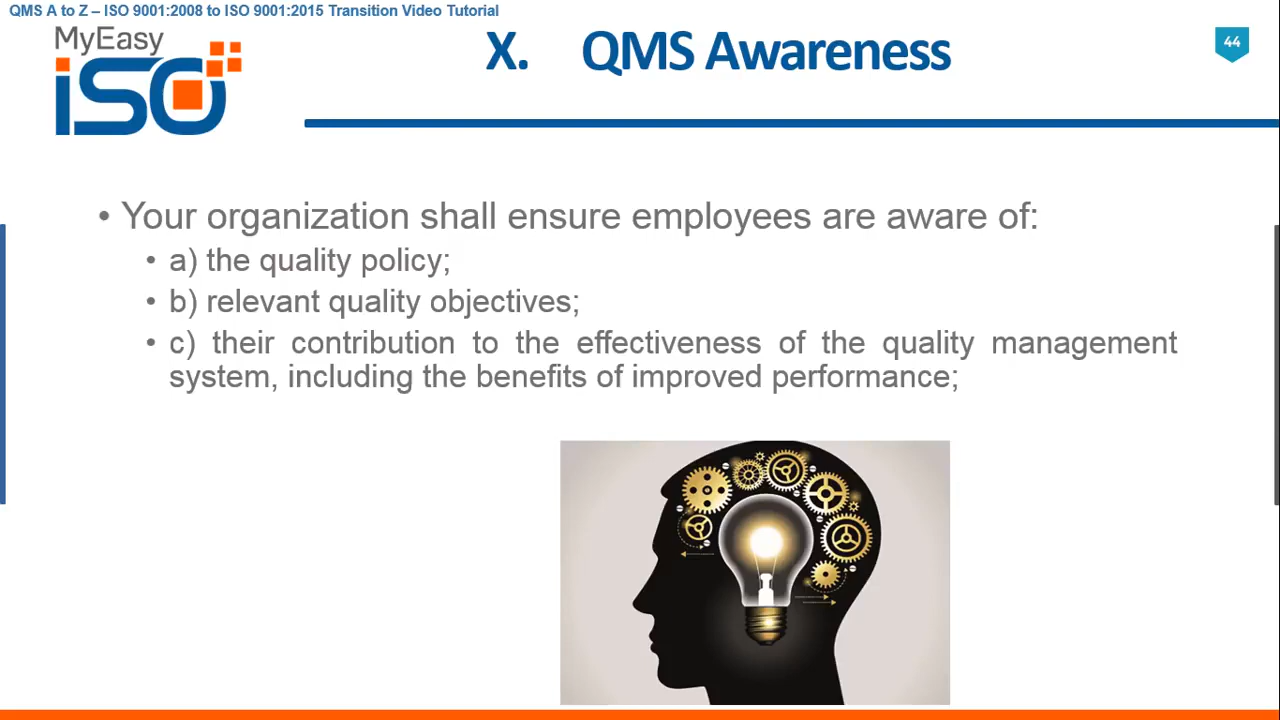 QMS A to Z – ISO 9001:2008 to ISO 9001:2015 Transition Video Tutorial
MyEasy
iSO
X. QMS Awareness
44
• Your organization shall ensure employees are aware of:
• a) the quality policy;
• b) relevant quality objectives;
• c) their contribution to the effectiveness of the quality management
system, including the benefits of improved performance;